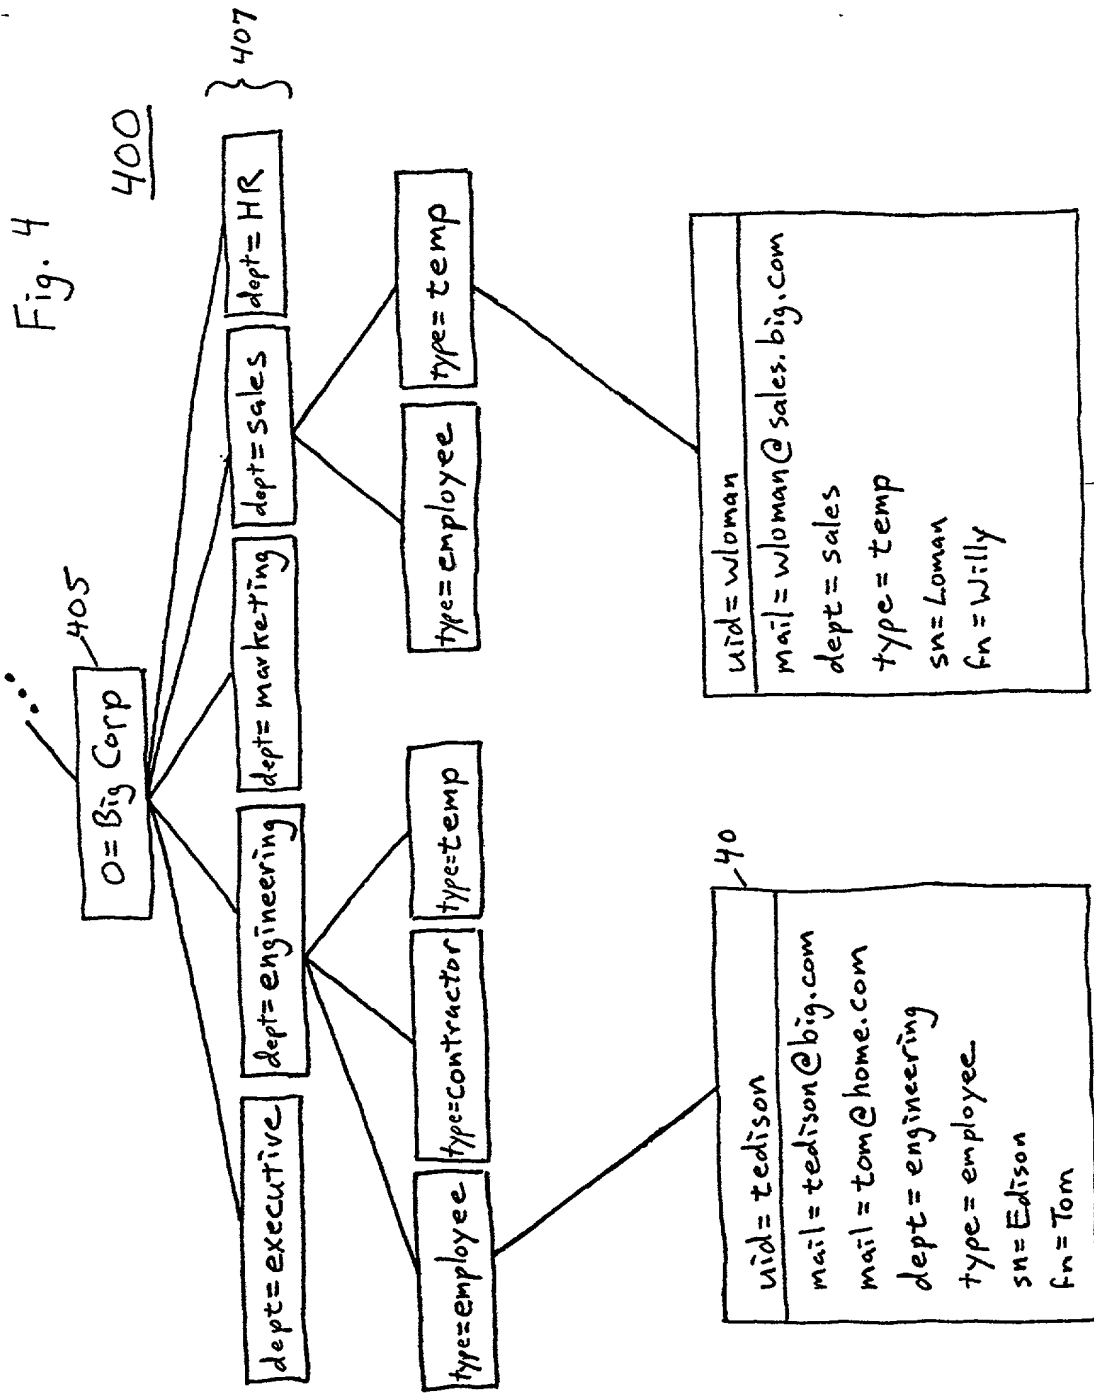 Fig. 4
400
O=Big Corp
405
407
dept=executive
dept=engineering
dept=marketing
dept=sales
dept=HR
type=employee
type=contractor
type=temp
type=employee
type=temp
40
uid=tedison
mail=tedison@big.com
mail=tom@home.com
dept=engineering
type=employee
sn=Edison
fn=Tom
uid=wloman
mail=wloman@sales.big.com
dept=sales
type=temp
sn=Loman
fn=Willy